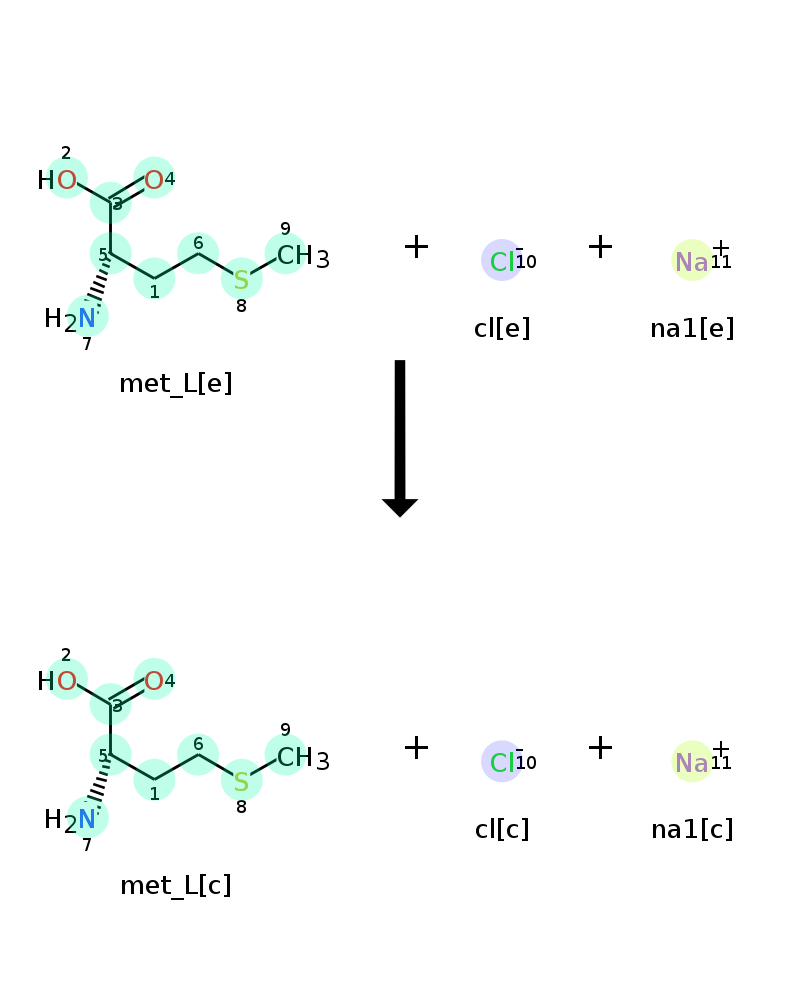 2
HO O4
3
5 6 9 CH3
1 S
H2N 8
7
met_L[e]
+
Cl- 10
cl[e]
+
Na+ 11
na1[e]
2
HO O4
3
5 6 9 CH3
1 S
H2N 8
7
met_L[c]
+
Cl- 10
cl[c]
+
Na+ 11
na1[c]